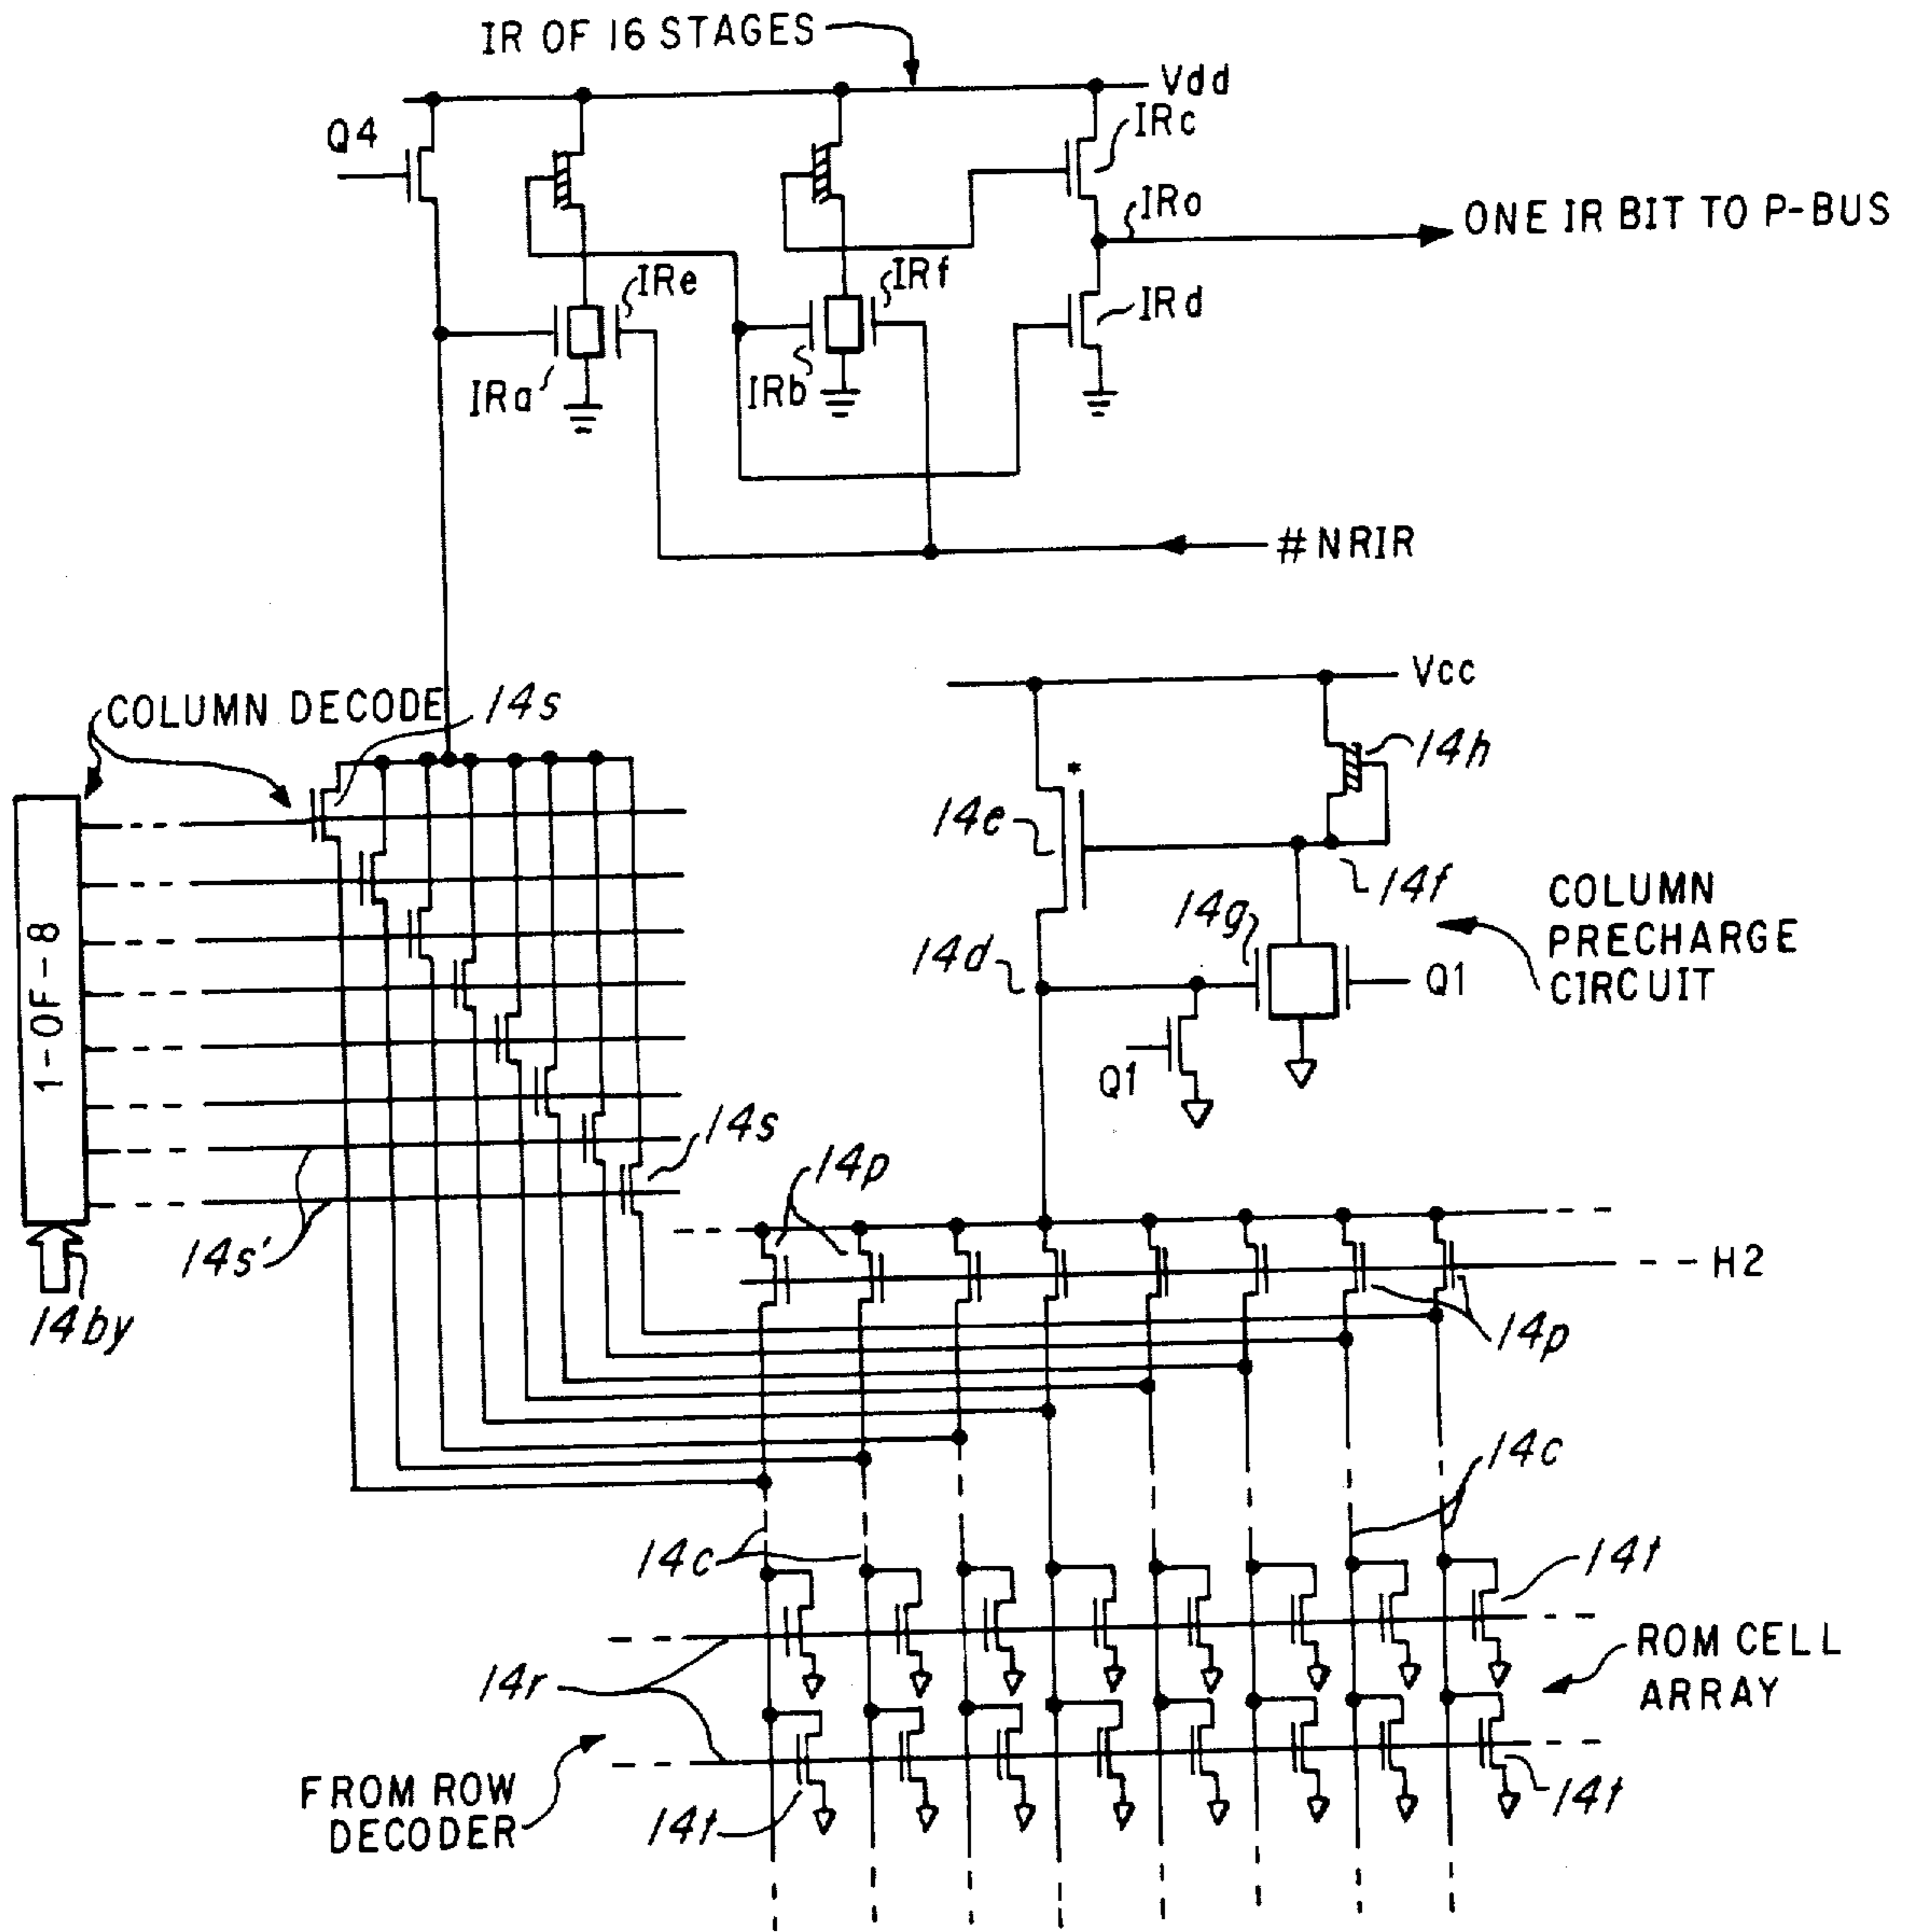 IR OF 16 STAGES
Vdd
Q4
IRc
IRo
ONE IR BIT TO P-BUS
IRe
IRf
IRd
IRa
IRb
#NRIR
Vcc
COLUMN DECODE
14s
14h
*
14e
14f
COLUMN
PRECHARGE
CIRCUIT
14g
14d
Q1
1-OF-8
Q1
14s
14p
14s'
H2
14by
14p
14c
14c
14t
ROM CELL
ARRAY
14r
FROM ROW
DECODER
14t
14t